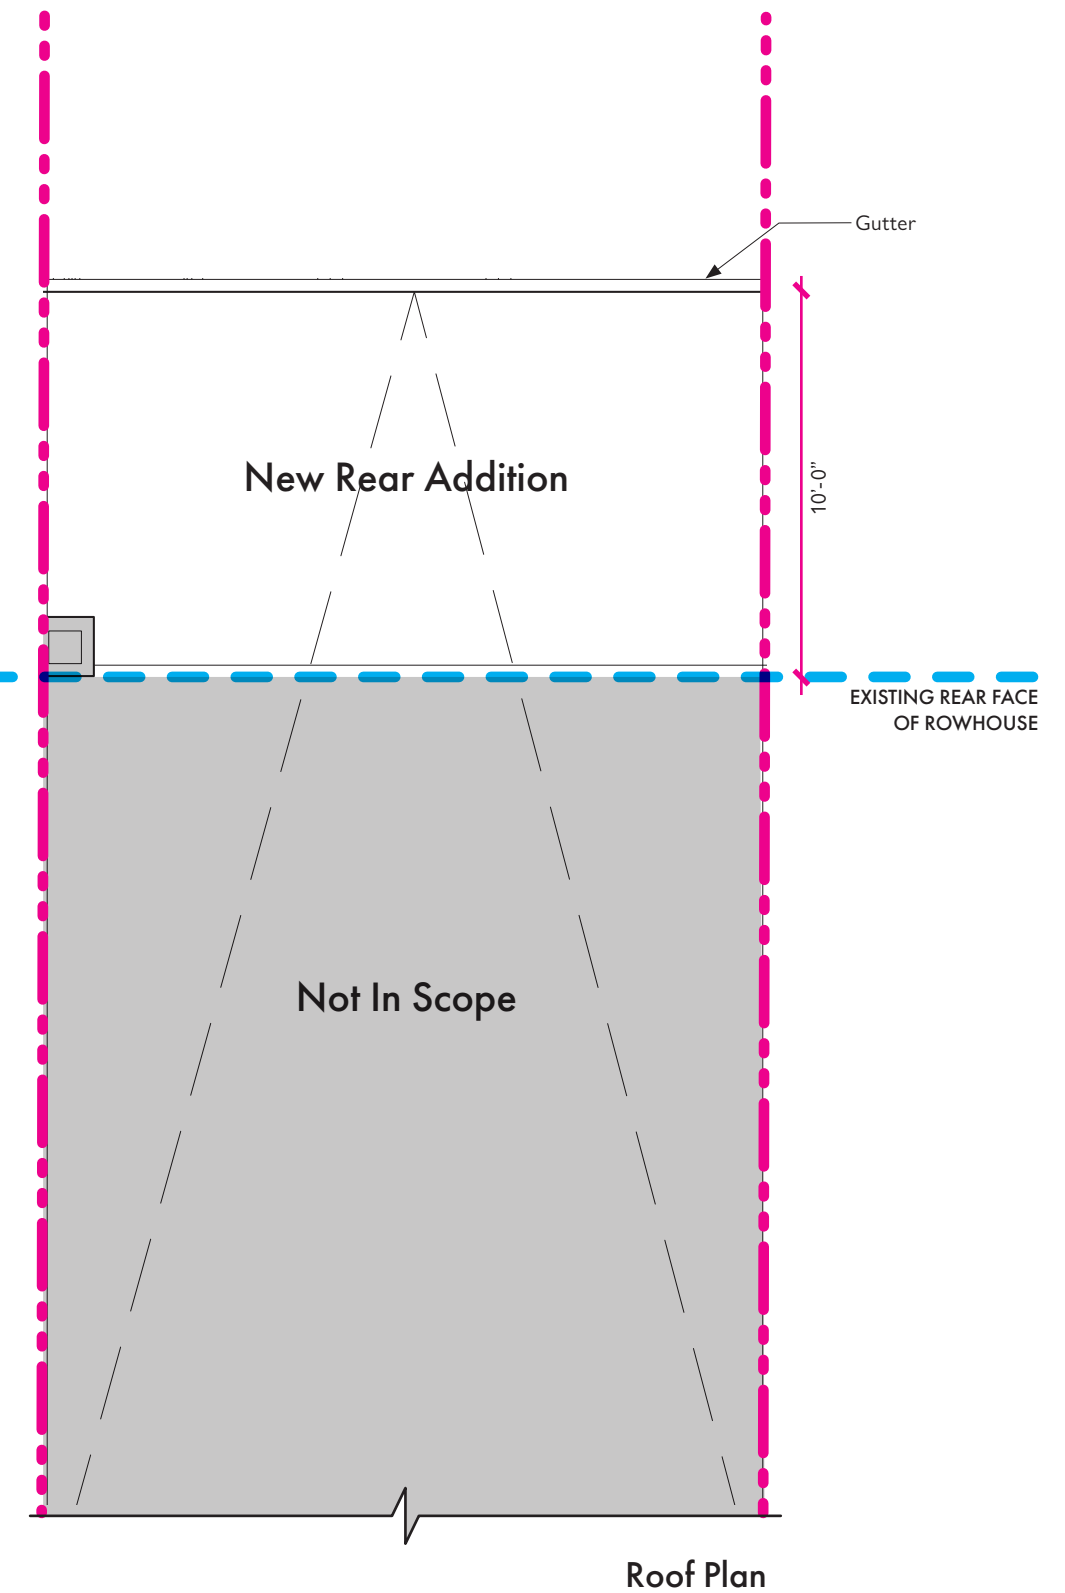 Gutter
New Rear Addition
10'-0"
EXISTING REAR FACE
OF ROWHOUSE
Not In Scope
Roof Plan